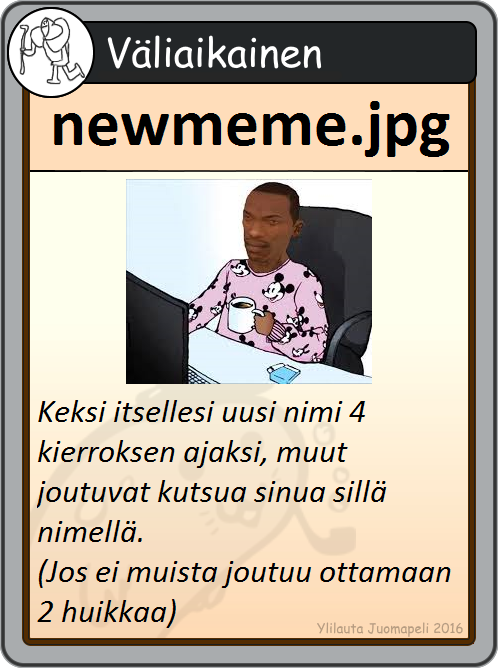 Väliaikainen
newmeme.jpg
Keksi itsellesi uusi nimi 4
kierroksen ajaksi, muut
joutuvat kutsua sinua sillä
nimellä.
(Jos ei muista joutuu ottamaan
2 huikkaa)
Ylilauta Juomapeli 2016